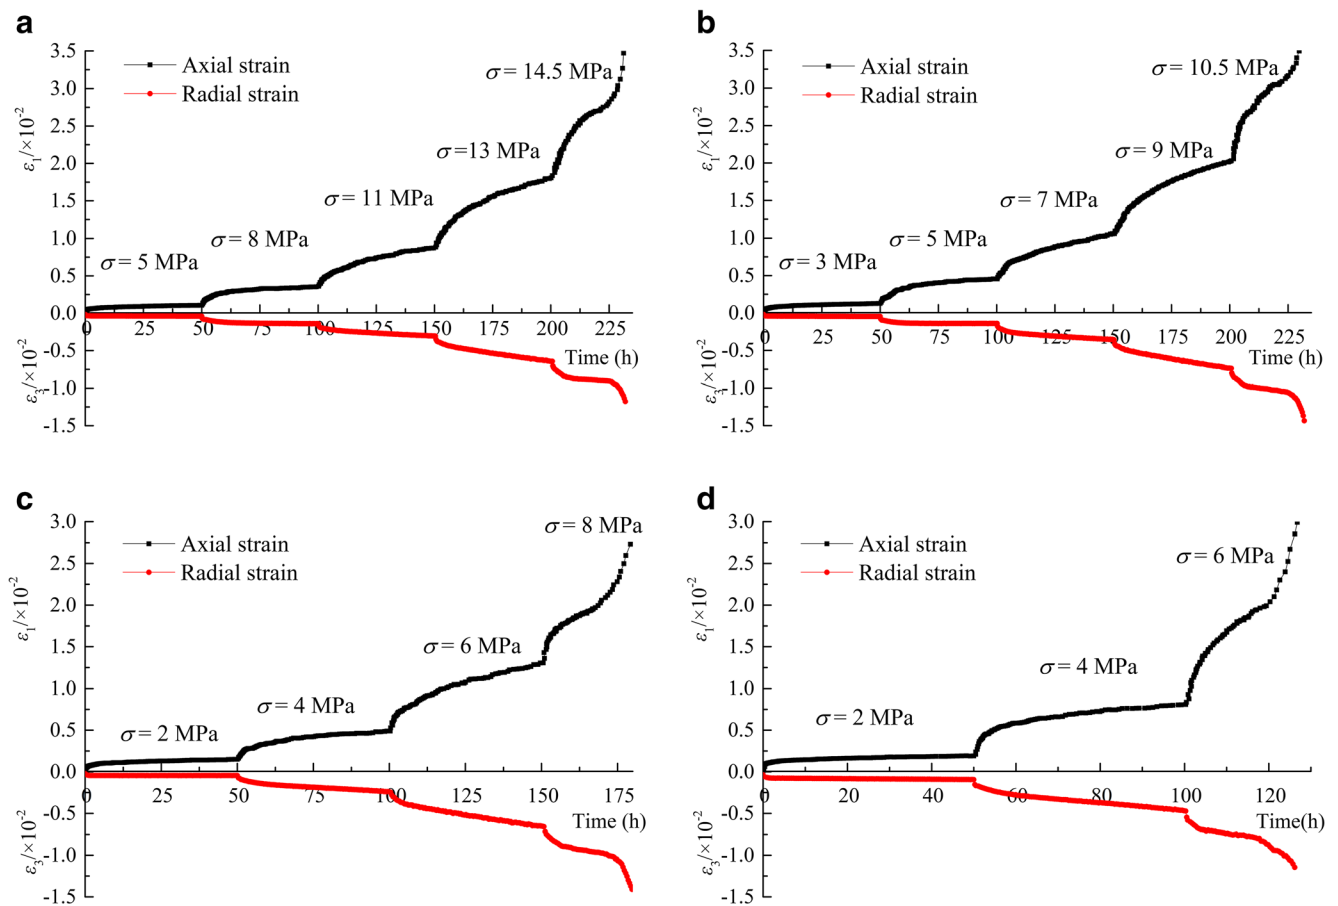 a
3.5
3.0
2.5
2.0
1.5
1.0
0.5
0.0
-0.5
-1.0
-1.5
ε₁/×10⁻²
ε₃/×10⁻²
Axial strain
Radial strain
σ = 5 MPa
σ = 8 MPa
σ = 11 MPa
σ =13 MPa
σ = 14.5 MPa
0 25 50 75 100 125 150 175 200 225
Time (h)
b
3.5
3.0
2.5
2.0
1.5
1.0
0.5
0.0
-0.5
-1.0
-1.5
ε₁/×10⁻²
ε₃/×10⁻²
Axial strain
Radial strain
σ = 3 MPa
σ = 5 MPa
σ = 7 MPa
σ = 9 MPa
σ = 10.5 MPa
0 25 50 75 100 125 150 175 200 225
Time (h)
c
3.0
2.5
2.0
1.5
1.0
0.5
0.0
-0.5
-1.0
-1.5
ε₁/×10⁻²
ε₃/×10⁻²
Axial strain
Radial strain
σ = 2 MPa
σ = 4 MPa
σ = 6 MPa
σ = 8 MPa
0 25 50 75 100 125 150 175
Time (h)
d
3.0
2.5
2.0
1.5
1.0
0.5
0.0
-0.5
-1.0
-1.5
ε₁/×10⁻²
ε₃/×10⁻²
Axial strain
Radial strain
σ = 2 MPa
σ = 4 MPa
σ = 6 MPa
0 20 40 60 80 100 120
Time(h)